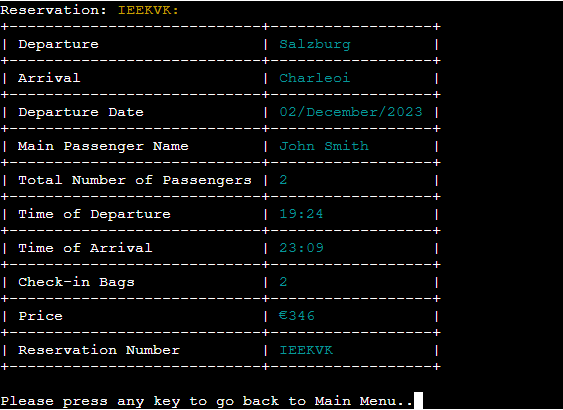 Reservation: IEEKVK:
+----------------------------+------------------+
| Departure                  | Salzburg         |
+----------------------------+------------------+
| Arrival                    | Charleoi         |
+----------------------------+------------------+
| Departure Date             | 02/December/2023 |
+----------------------------+------------------+
| Main Passenger Name        | John Smith       |
+----------------------------+------------------+
| Total Number of Passengers | 2                |
+----------------------------+------------------+
| Time of Departure          | 19:24            |
+----------------------------+------------------+
| Time of Arrival            | 23:09            |
+----------------------------+------------------+
| Check-in Bags              | 2                |
+----------------------------+------------------+
| Price                      | €346             |
+----------------------------+------------------+
| Reservation Number         | IEEKVK           |
+----------------------------+------------------+
Please press any key to go back to Main Menu..